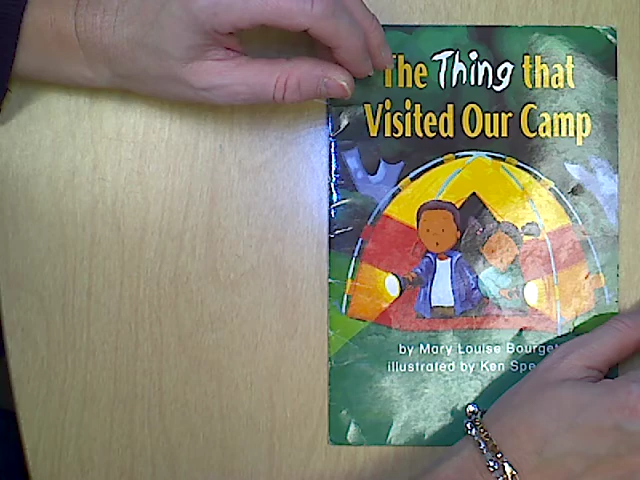 The Thing that
Visited Our Camp
by Mary Louise
illustrated by Ken